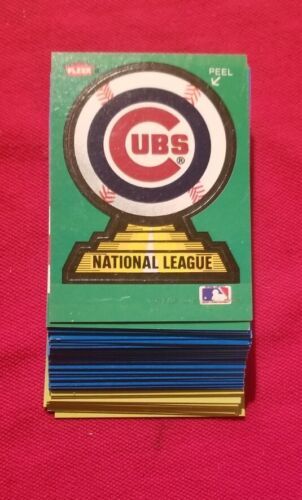 FLEER
PEEL
CUBS
®
NATIONAL LEAGUE